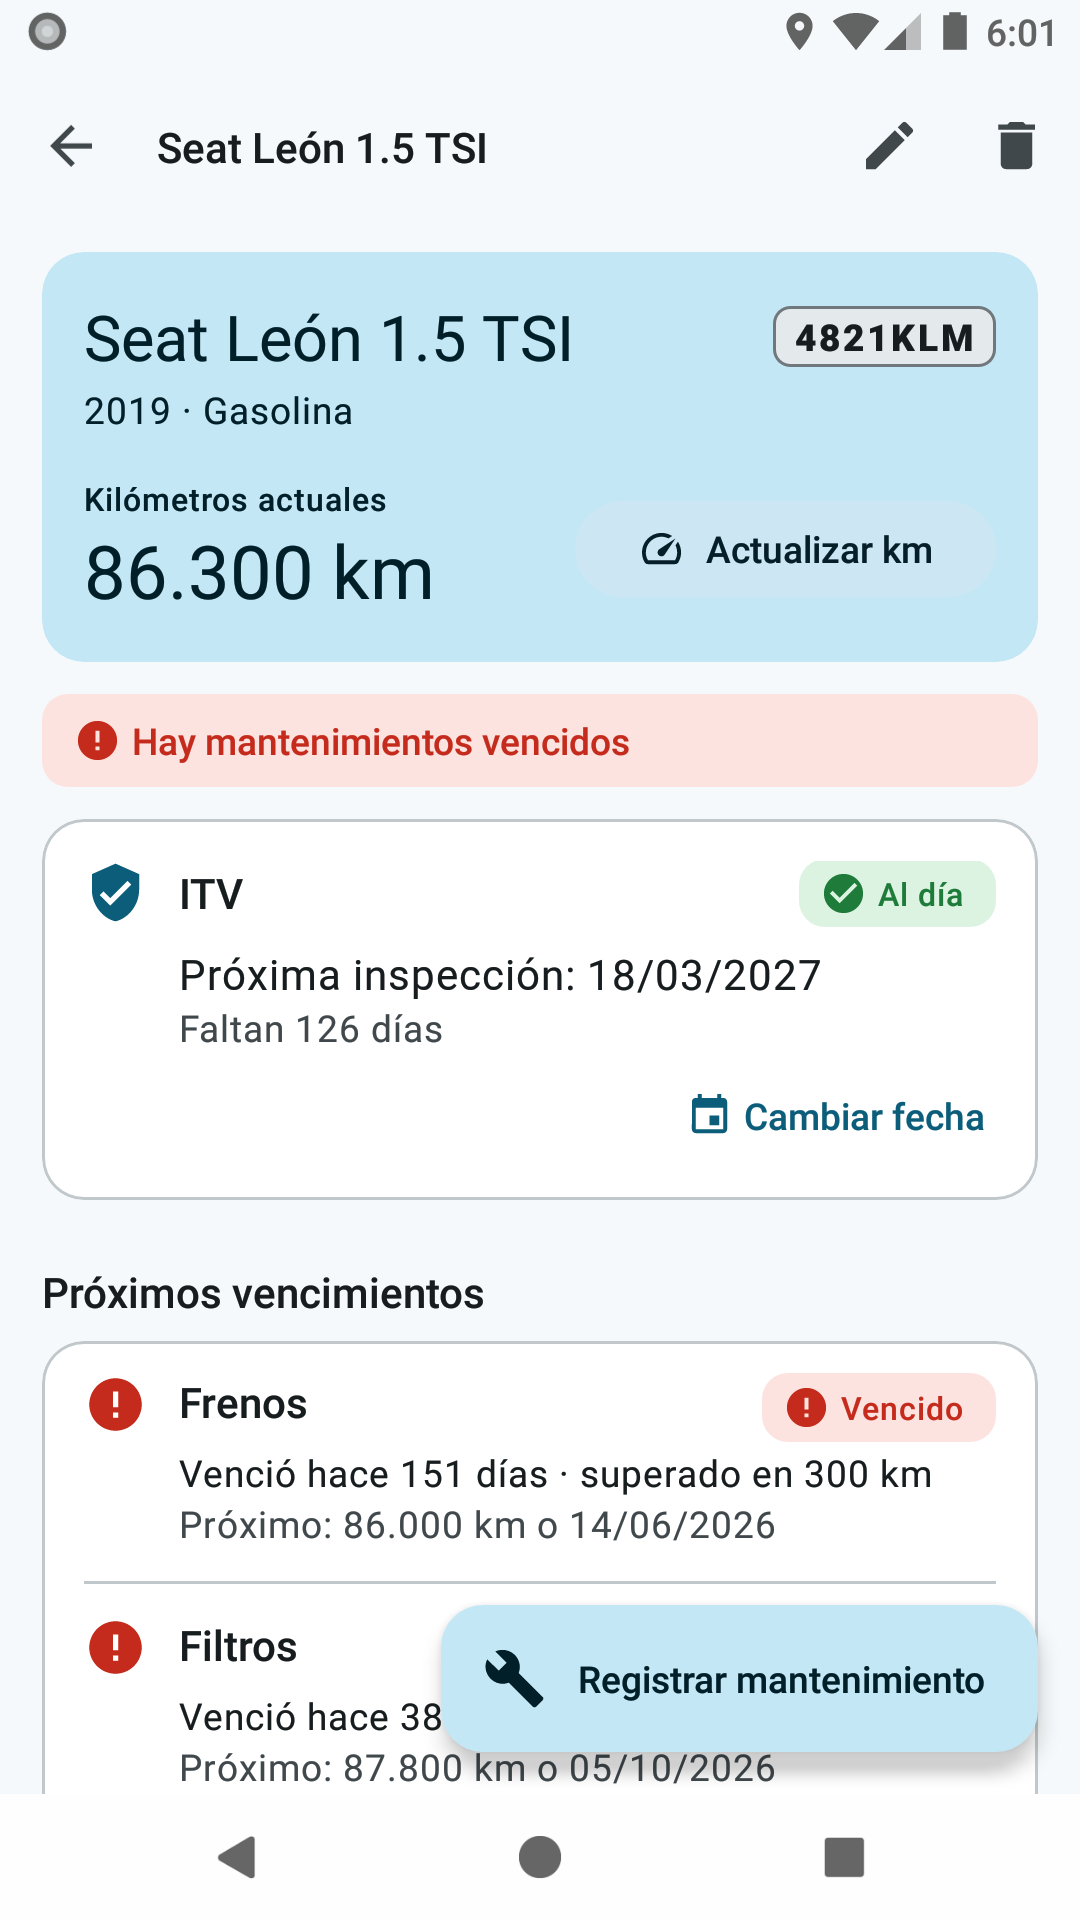 6:01
Seat León 1.5 TSI
Seat León 1.5 TSI
4821KLM
2019 · Gasolina
Kilómetros actuales
86.300 km
Actualizar km
Hay mantenimientos vencidos
ITV
Al día
Próxima inspección: 18/03/2027
Faltan 126 días
Cambiar fecha
Próximos vencimientos
Frenos
Vencido
Venció hace 151 días · superado en 300 km
Próximo: 86.000 km o 14/06/2026
Filtros
Registrar mantenimiento
Venció hace 38
Próximo: 87.800 km o 05/10/2026